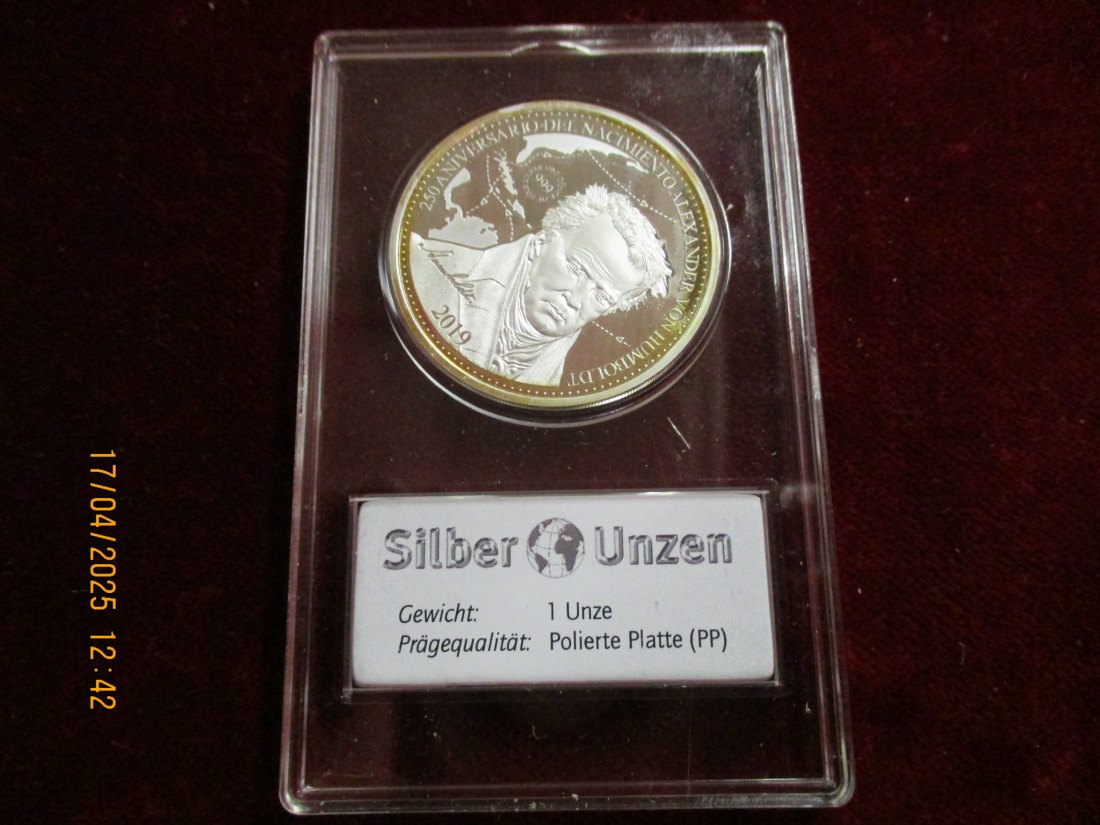 250 ANIVERSARIO DEL NACIMIENTO ALEXANDER VON HUMBOLDT
999
2019
Silber Unzen
Gewicht: 1 Unze
Prägequalität: Polierte Platte (PP)
17/04/2025 12:42